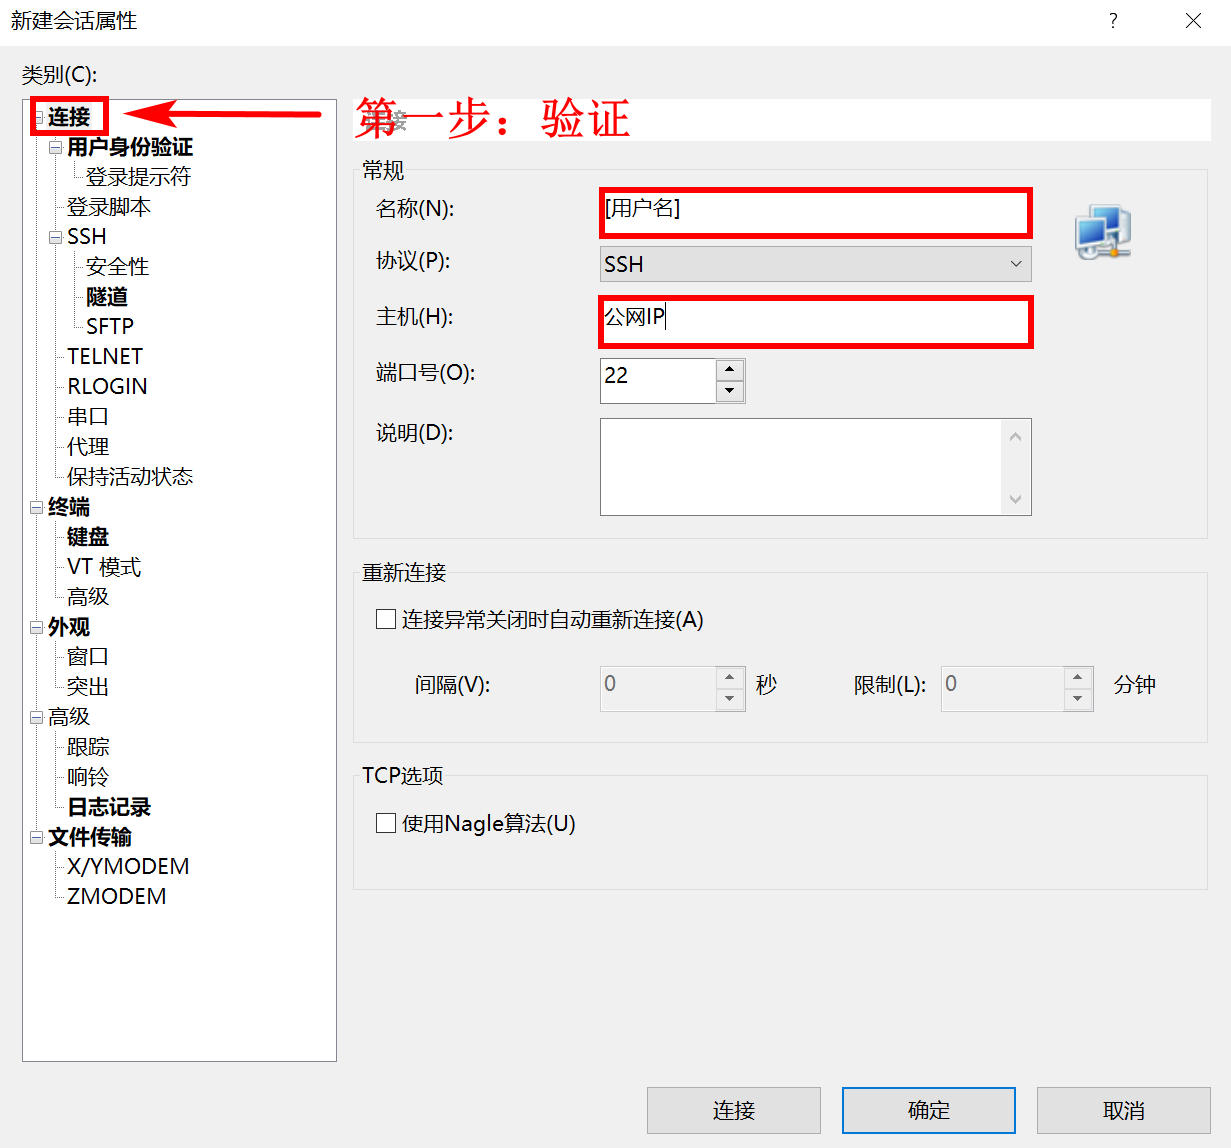 新建会话属性
?
类别(C):
连接
用户身份验证
登录提示符
登录脚本
SSH
安全性
隧道
SFTP
TELNET
RLOGIN
串口
代理
保持活动状态
终端
键盘
VT 模式
高级
外观
窗口
突出
高级
跟踪
响铃
日志记录
文件传输
X/YMODEM
ZMODEM
第一步：验证
连接
常规
名称(N):
[用户名]
协议(P):
SSH
主机(H):
公网IP
端口号(O):
22
说明(D):
重新连接
连接异常关闭时自动重新连接(A)
间隔(V): 0 秒 限制(L): 0 分钟
TCP选项
使用Nagle算法(U)
连接 确定 取消